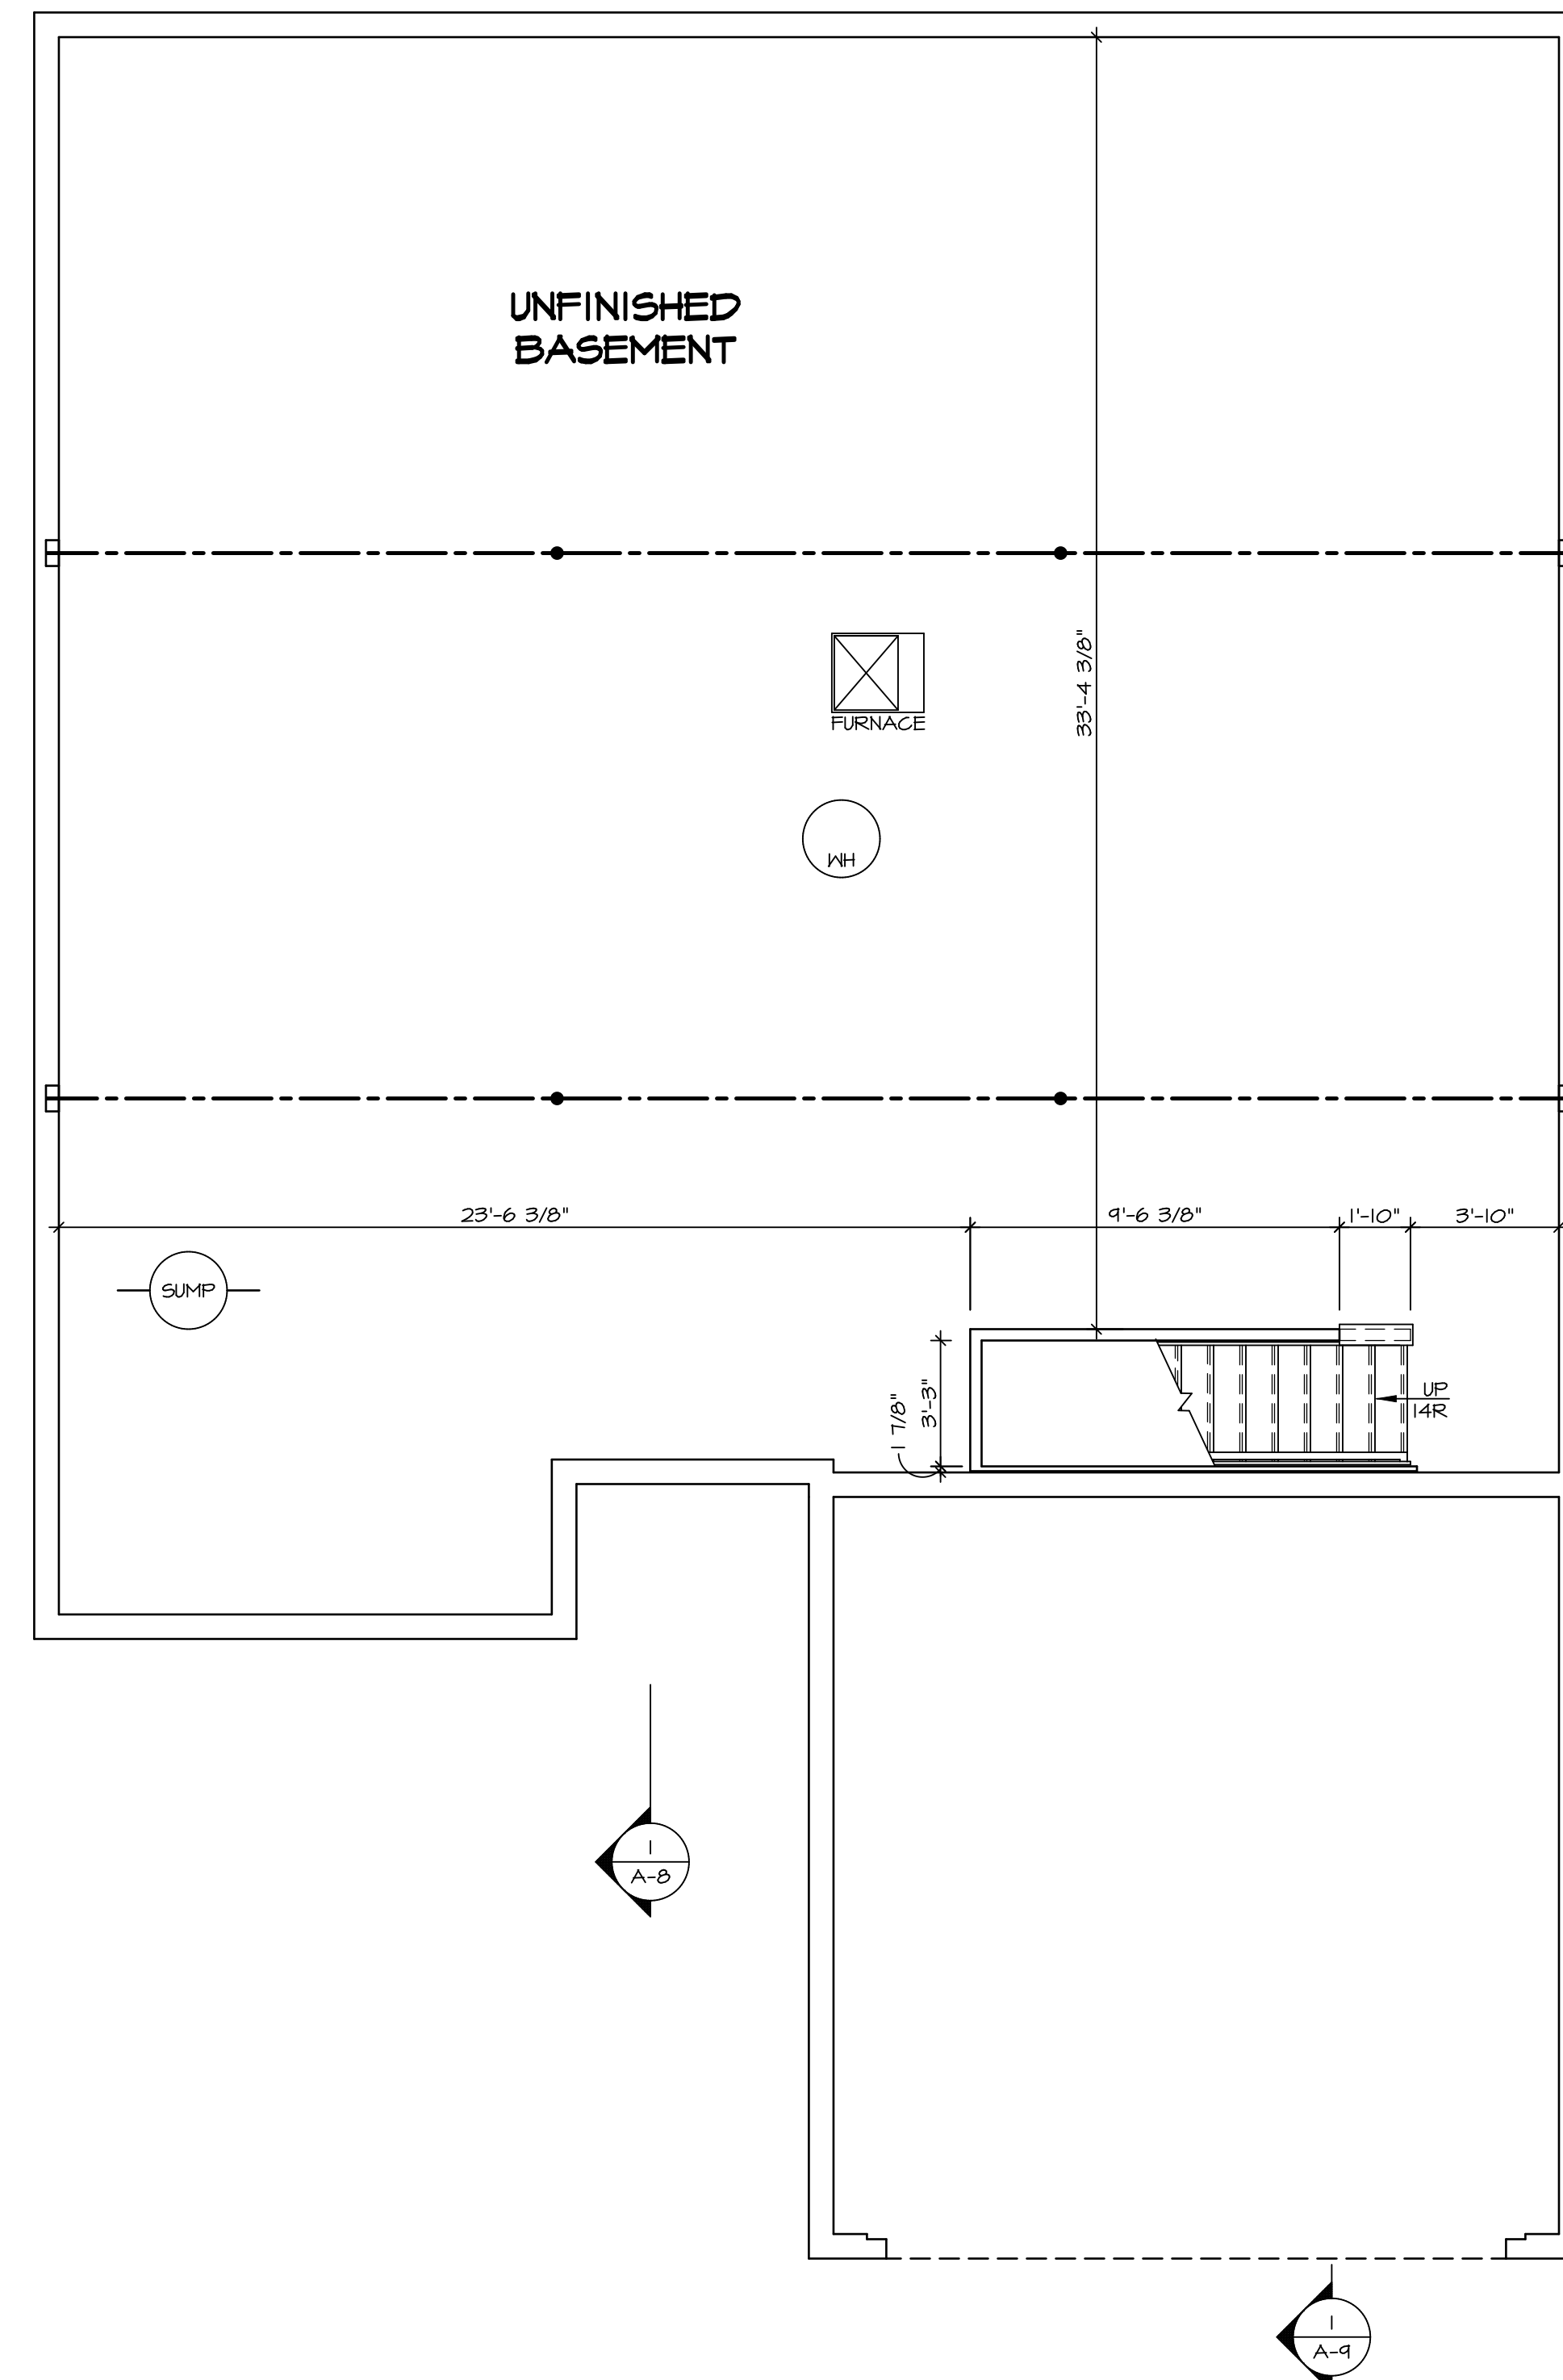 UNFINISHED
BASEMENT
33'-4 3/8"
FURNACE
WH
23'-6 3/8"
9'-6 3/8"
1'-10"
3'-10"
SUMP
3'-3"
1 7/8"
UP
14R
1
A-8
1
A-9